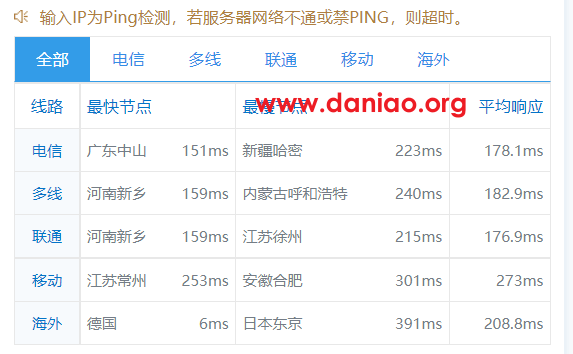 输入IP为Ping检测，若服务器网络不通或禁PING，则超时。
全部 电信 多线 联通 移动 海外
www.daniao.org
线路 最快节点 最慢节点 平均响应
电信 广东中山 151ms 新疆哈密 223ms 178.1ms
多线 河南新乡 159ms 内蒙古呼和浩特 240ms 182.9ms
联通 河南新乡 159ms 江苏徐州 215ms 176.9ms
移动 江苏常州 253ms 安徽合肥 301ms 273ms
海外 德国 6ms 日本东京 391ms 208.8ms